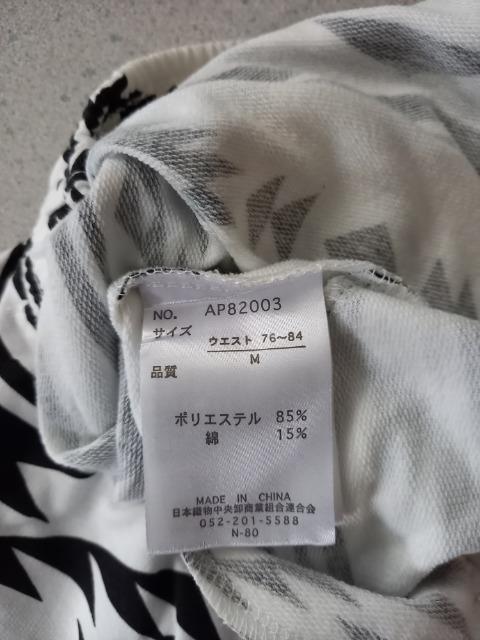 NO. AP82003
サイズ
ウエスト 76～84
M
品質
ポリエステル 85%
綿 15%
MADE IN CHINA
日本織物中央卸商業組合連合会
052-201-5588
N-80